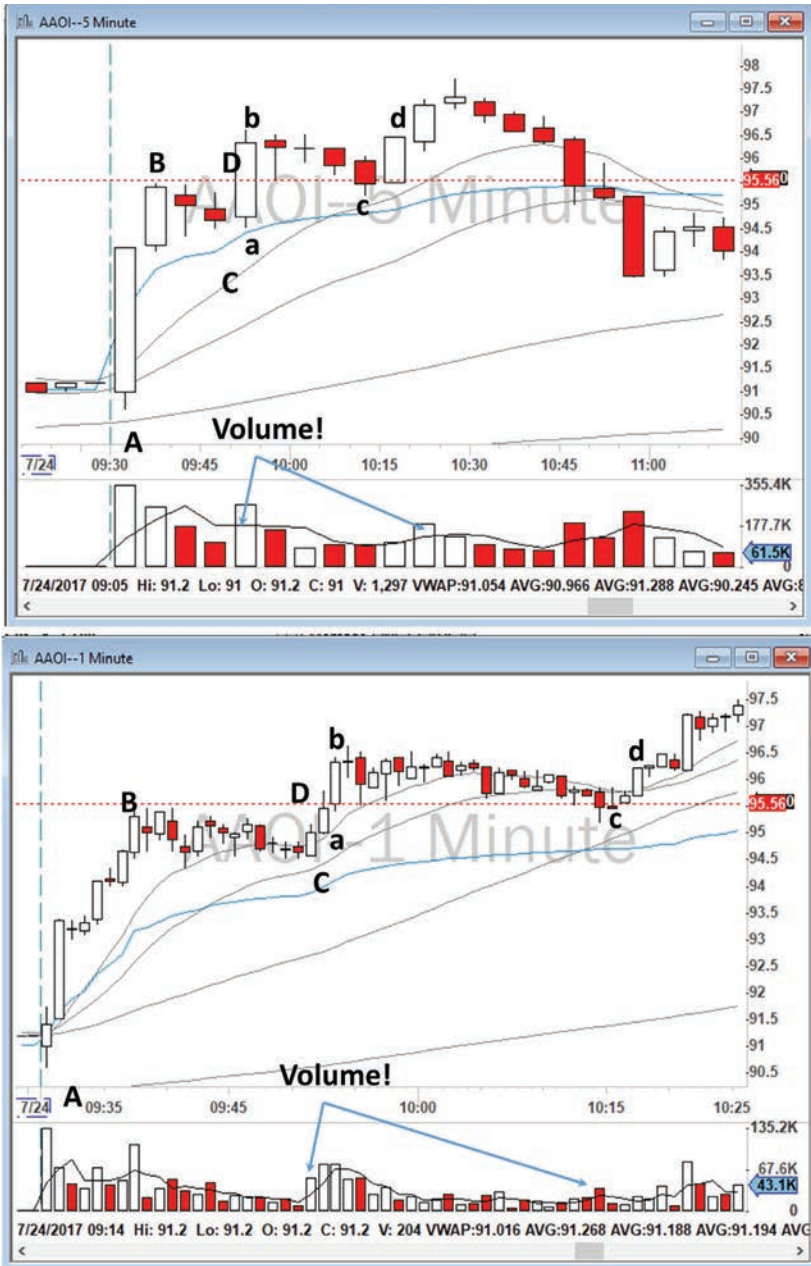 AAOI--5 Minute
98
97.5
97
b
d
96.5
B
D
96
95.56
0
AAOI--5 Minute
c
95
a
94.5
94
C
93.5
93
92.5
92
91.5
91
Volume!
90.5
A
90
7/24
09:30
09:45
10:00
10:15
10:30
10:45
11:00
355.4K
177.7K
61.5K
0
7/24/2017 09:05 Hi: 91.2 Lo: 91 O: 91.2 C: 91 V: 1,297 VWAP:91.054 AVG:90.966 AVG:91.288 AVG:90.245 AVG:8
AAOI--1 Minute
97.5
97
b
d
96.5
96
B
D
95.56
0
AAOI--1 Minute
c
95
a
94.5
C
94
93.5
93
92.5
92
91.5
91
Volume!
90.5
A
7/24
09:35
09:45
10:00
10:15
10:25
135.2K
67.6K
43.1K
0
7/24/2017 09:14 Hi: 91.2 Lo: 91.2 O: 91.2 C: 91.2 V: 204 VWAP:91.016 AVG:91.268 AVG:91.188 AVG:91.194 AVG